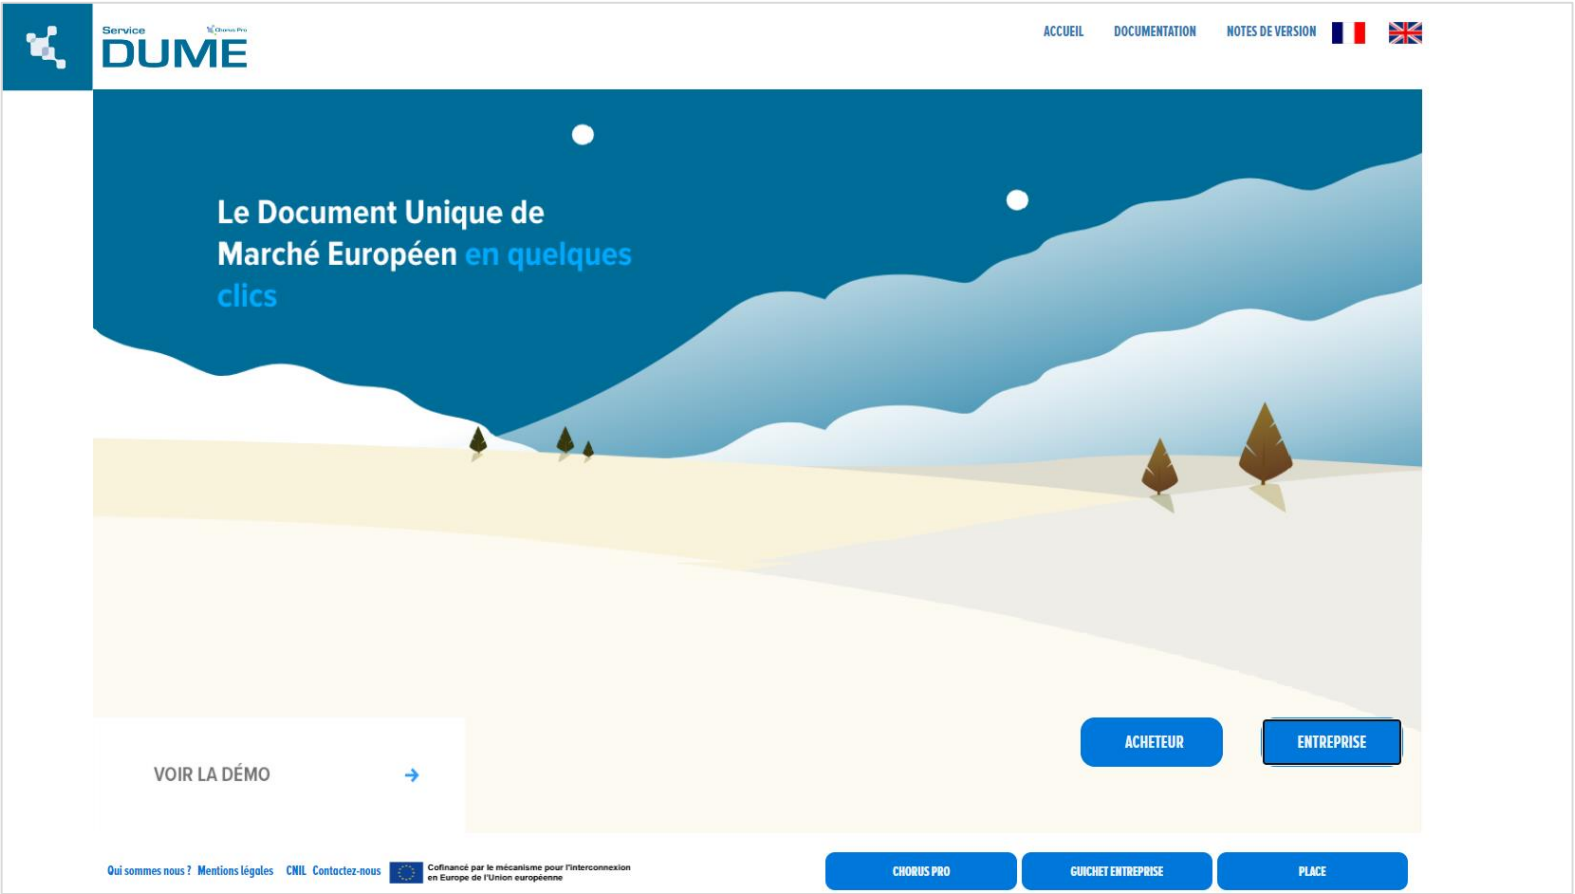 Service Chorus Pro
DUME
ACCUEIL DOCUMENTATION NOTES DE VERSION
Le Document Unique de
Marché Européen en quelques
clics
ACHETEUR ENTREPRISE
VOIR LA DÉMO
Qui sommes nous ? Mentions légales CNIL Contactez-nous
Cofinancé par le mécanisme pour l'interconnexion
en Europe de l'Union européenne
CHORUS PRO GUICHET ENTREPRISE PLACE